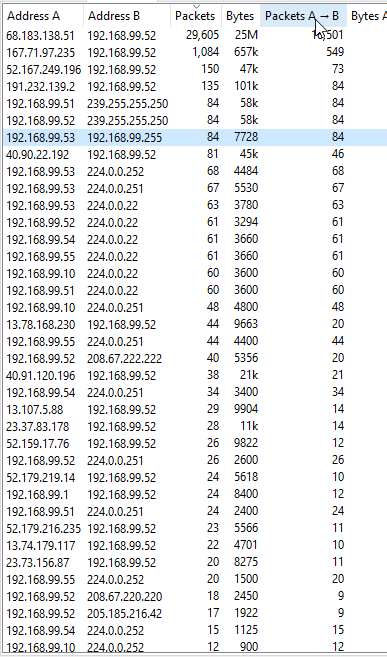 Address A Address B Packets Bytes Packets A → B Bytes A
68.183.138.51 192.168.99.52 29,605 25M
167.71.97.235 192.168.99.52 1,084 657k 549
52.167.249.196 192.168.99.52 150 47k 73
191.232.139.2 192.168.99.52 135 101k 84
192.168.99.51 239.255.255.250 84 58k 84
192.168.99.52 239.255.255.250 84 58k 84
192.168.99.53 192.168.99.255 84 7728 84
40.90.22.192 192.168.99.52 81 45k 46
192.168.99.53 224.0.0.252 68 4484 68
192.168.99.53 224.0.0.251 67 5530 67
192.168.99.53 224.0.0.22 63 3780 63
192.168.99.52 224.0.0.22 61 3294 61
192.168.99.54 224.0.0.22 61 3660 61
192.168.99.55 224.0.0.22 61 3660 61
192.168.99.10 224.0.0.22 60 3600 60
192.168.99.51 224.0.0.22 60 3600 60
192.168.99.10 224.0.0.251 48 4800 48
13.78.168.230 192.168.99.52 44 9663 20
192.168.99.55 224.0.0.251 44 4400 44
192.168.99.52 208.67.222.222 40 5356 20
40.91.120.196 192.168.99.52 38 21k 21
192.168.99.54 224.0.0.251 34 3400 34
13.107.5.88 192.168.99.52 29 9904 14
23.37.83.178 192.168.99.52 28 11k 14
52.159.17.76 192.168.99.52 26 9822 12
192.168.99.52 224.0.0.251 26 2600 26
52.179.219.14 192.168.99.52 24 5618 10
192.168.99.1 192.168.99.52 24 8400 12
192.168.99.51 224.0.0.251 24 2400 24
52.179.216.235 192.168.99.52 23 5566 11
13.74.179.117 192.168.99.52 22 4701 10
23.73.156.87 192.168.99.52 20 8275 11
192.168.99.55 224.0.0.252 20 1500 20
192.168.99.52 208.67.220.220 18 2450 9
192.168.99.52 205.185.216.42 17 1922 9
192.168.99.54 224.0.0.252 15 1125 15
192.168.99.10 224.0.0.252 12 900 12